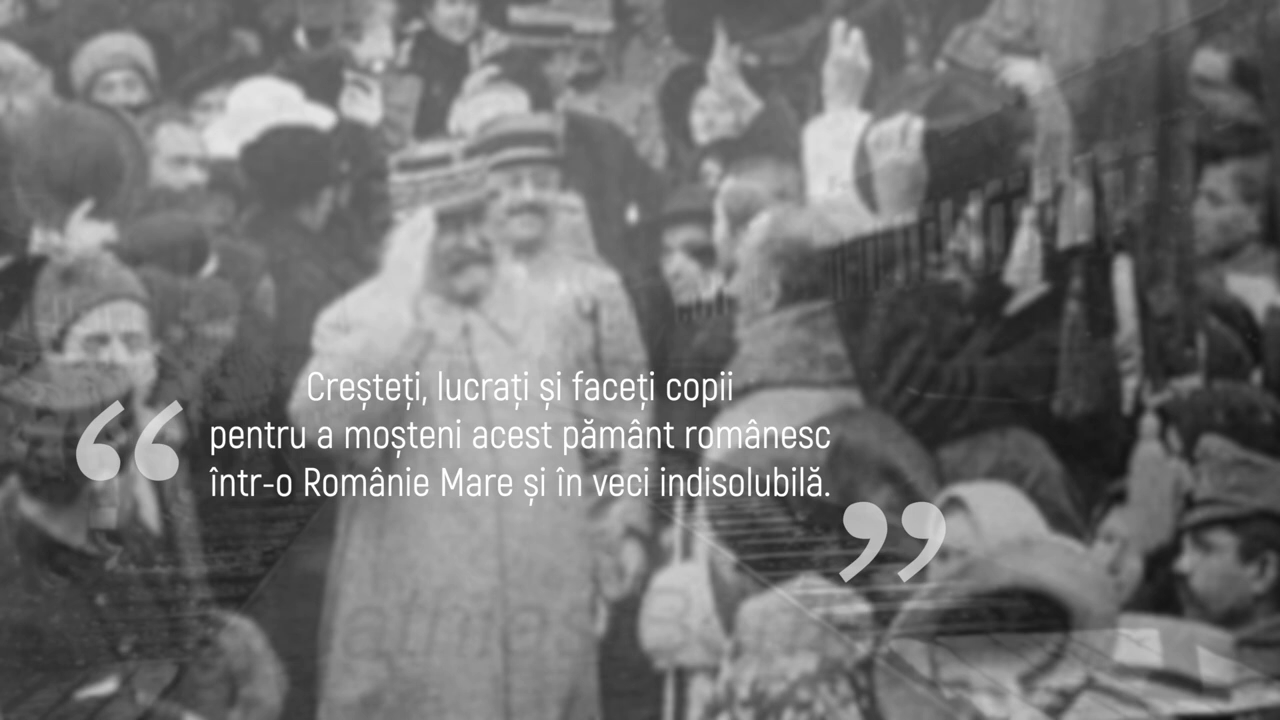 Creșteți, lucrați și faceți copii
pentru a moșteni acest pământ românesc
într-o Românie Mare și în veci indisolubilă.